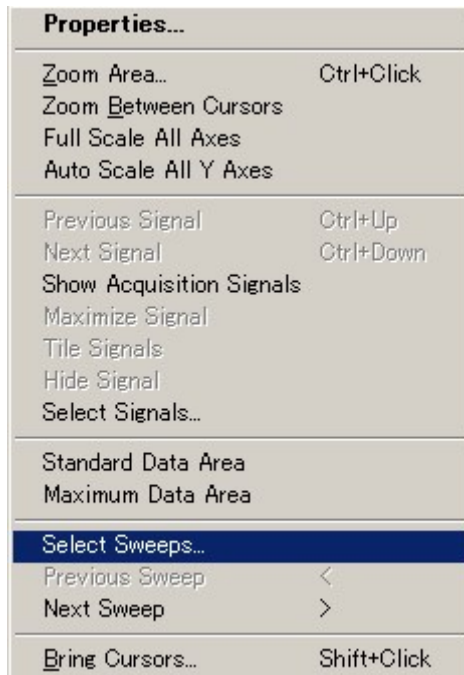 Properties...
Zoom Area... Ctrl+Click
Zoom Between Cursors
Full Scale All Axes
Auto Scale All Y Axes
Previous Signal Ctrl+Up
Next Signal Ctrl+Down
Show Acquisition Signals
Maximize Signal
Tile Signals
Hide Signal
Select Signals...
Standard Data Area
Maximum Data Area
Select Sweeps...
Previous Sweep <
Next Sweep >
Bring Cursors... Shift+Click